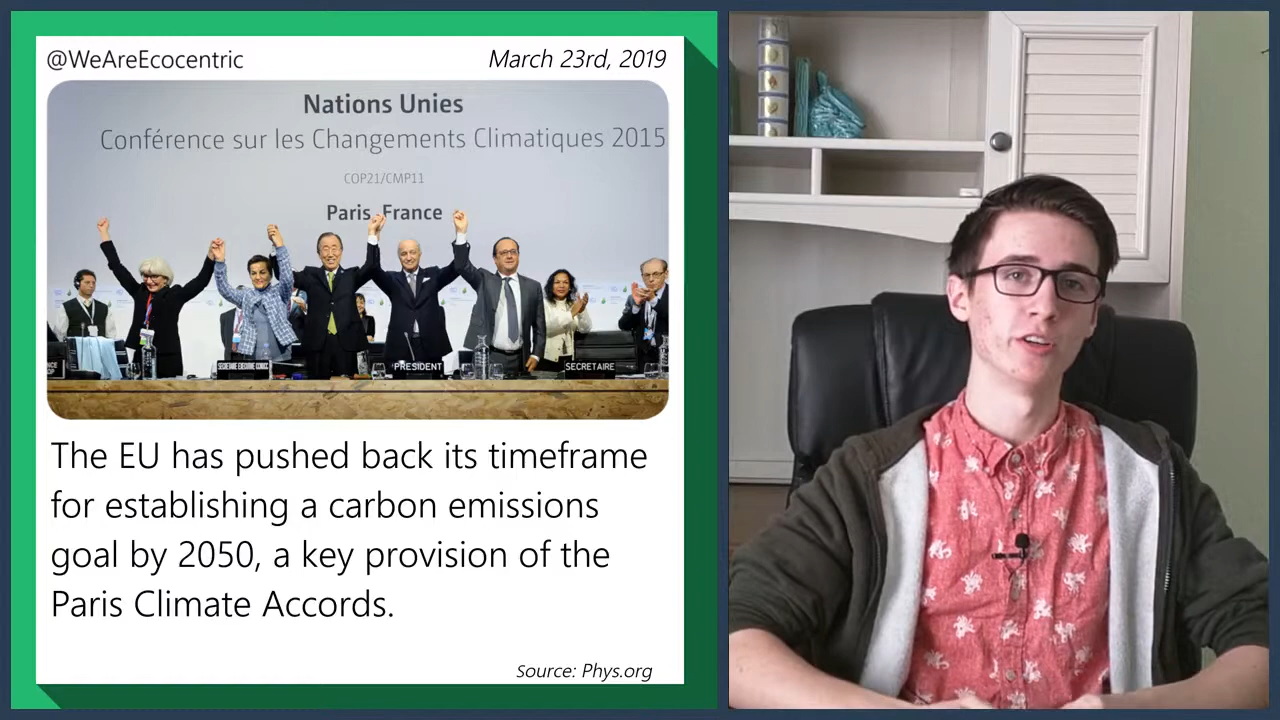 @WeAreEcocentric
March 23rd, 2019
Nations Unies
Conférence sur les Changements Climatiques 2015
COP21/CMP11
Paris, France
PRESIDENT
SECRETAIRE
The EU has pushed back its timeframe
for establishing a carbon emissions
goal by 2050, a key provision of the
Paris Climate Accords.
Source: Phys.org